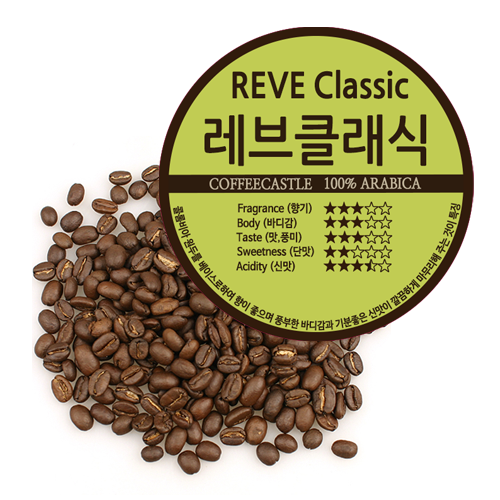 REVE Classic
레브클래식
COFFEECASTLE 100% ARABICA
Fragrance (향기) ★★★☆☆
Body (바디감) ★★★☆☆
Taste (맛,풍미) ★★★☆☆
Sweetness (단맛) ★★☆☆☆
Acidity (신맛) ★★★⯪☆
콜롬비아 원두를 베이스로하여 향이 좋으며 풍부한 바디감과 기분좋은 신맛이 깔끔하게 마무리해 주는 것이 특징